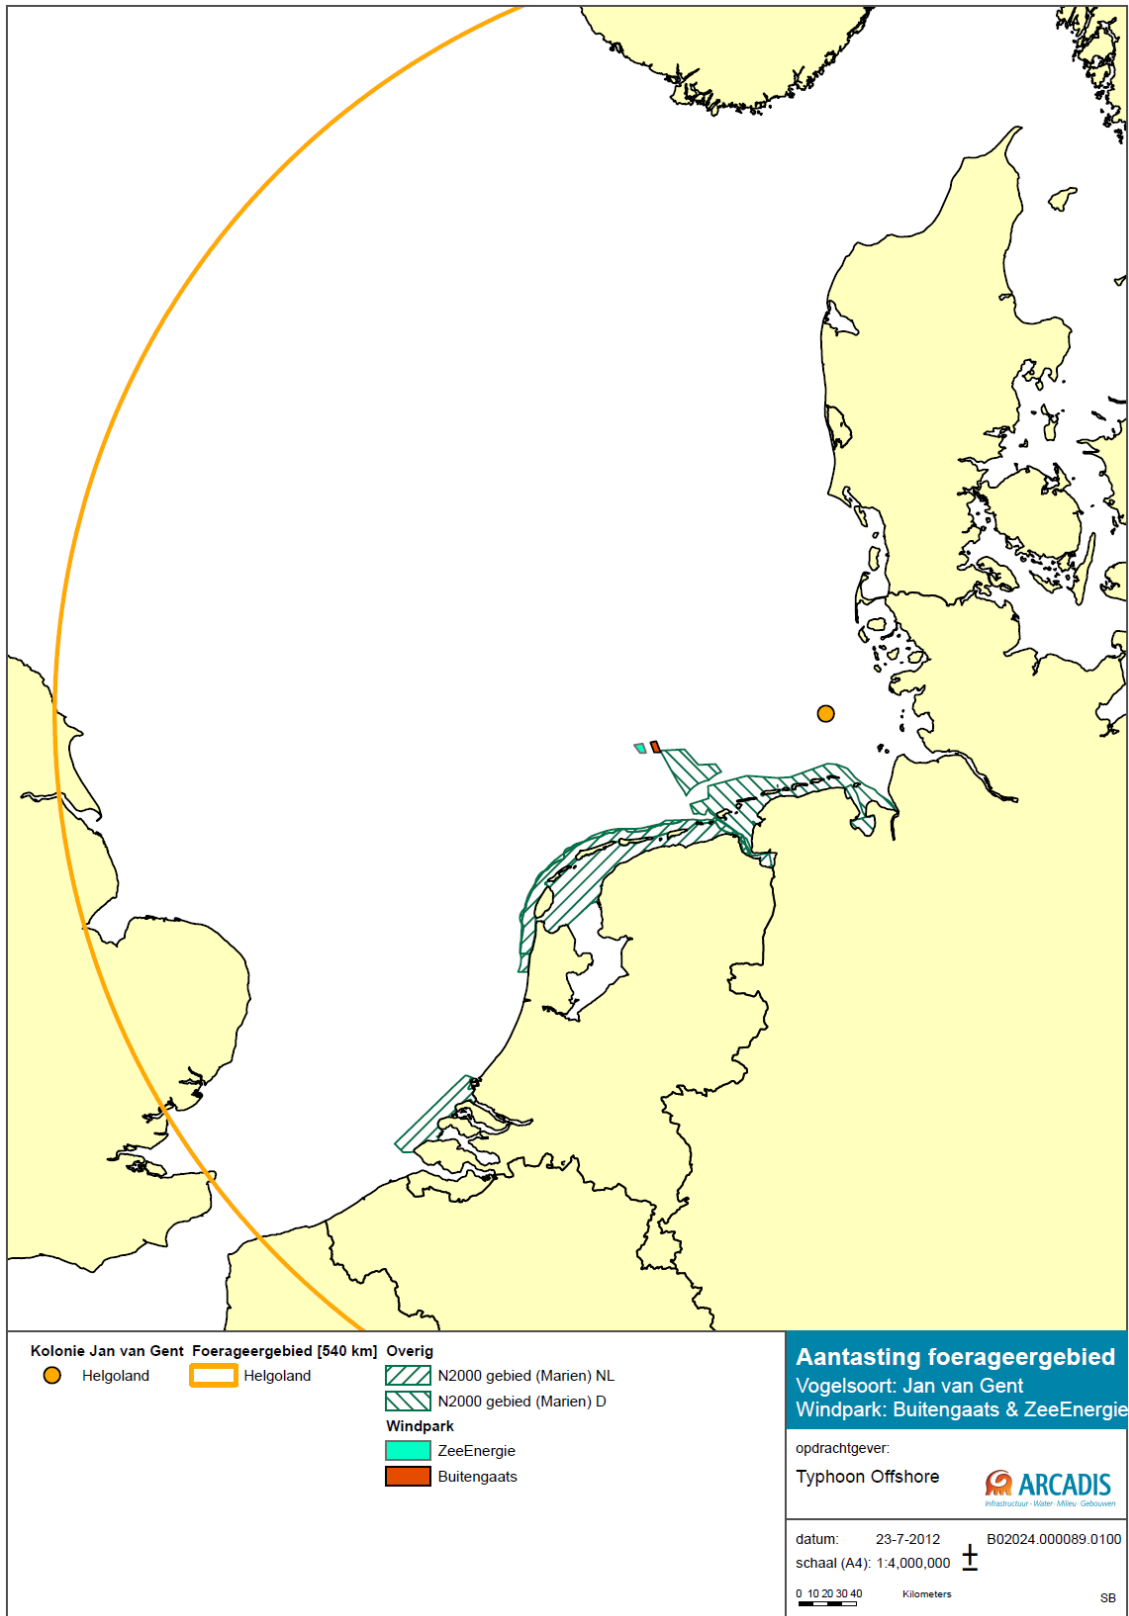 Kolonie Jan van Gent
Helgoland
Foerageergebied [540 km]
Helgoland
Overig
N2000 gebied (Marien) NL
N2000 gebied (Marien) D
Windpark
ZeeEnergie
Buitengaats
Aantasting foerageergebied
Vogelsoort: Jan van Gent
Windpark: Buitengaats & ZeeEnergie
opdrachtgever:
Typhoon Offshore
ARCADIS
Infrastructuur · Water · Milieu · Gebouwen
datum: 23-7-2012 B02024.000089.0100
schaal (A4): 1:4,000,000
0 10 20 30 40 Kilometers
SB